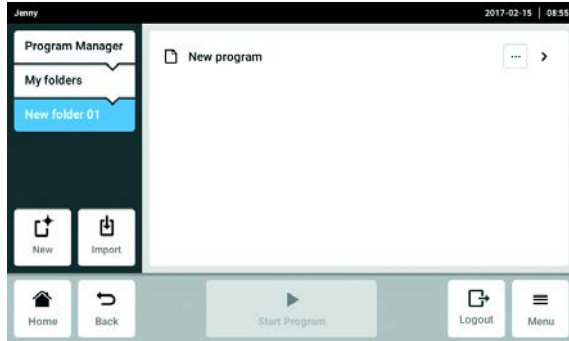 Jenny
2017-02-15 | 08:55
Program Manager
My folders
New folder 01
New program
...
New
Import
Home
Back
Start Program
Logout
Menu